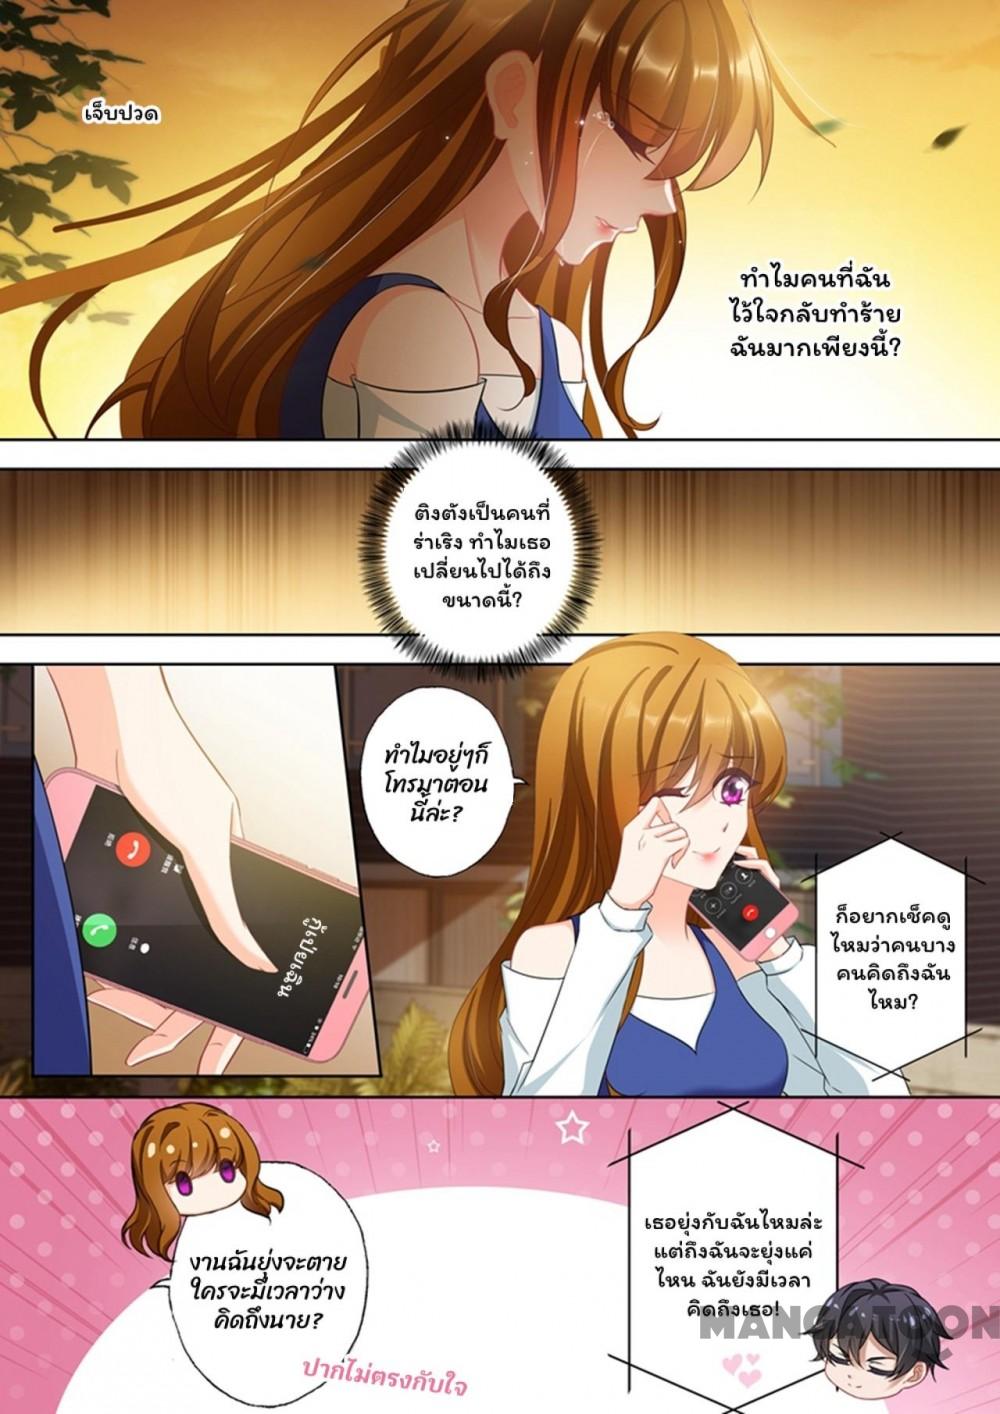 เจ็บปวด
ทำไมคนที่ฉัน
ไว้ใจกลับทำร้าย
ฉันมากเพียงนี้?
ติงตังเป็นคนที่
ร่าเริง ทำไมเธอ
เปลี่ยนไปได้ถึง
ขนาดนี้?
ทำไมอยู่ๆก็
โทรมาตอน
นี้ล่ะ?
กู้เป่ยเฉิน
ก็อยากเช็คดู
ไหมว่าคนบาง
คนคิดถึงฉัน
ไหม?
เธอยุ่งกับฉันไหมล่ะ
แต่ถึงฉันจะยุ่งแค่
ไหน ฉันยังมีเวลา
คิดถึงเธอ!
งานฉันยุ่งจะตาย
ใครจะมีเวลาว่าง
คิดถึงนาย?
ปากไม่ตรงกับใจ
MANGATOON